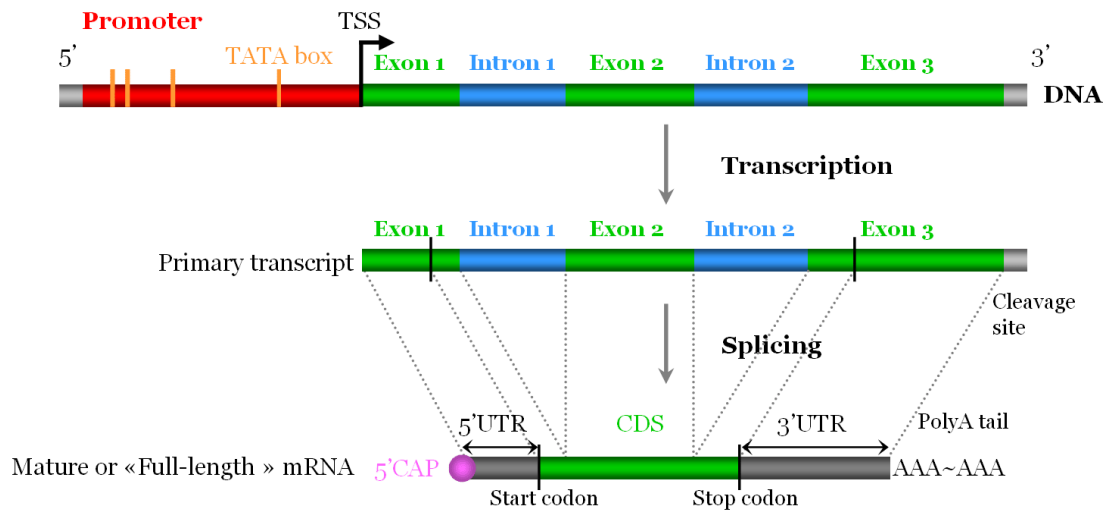 Promoter
TSS
5’
TATA box
Exon 1
Intron 1
Exon 2
Intron 2
Exon 3
3’
DNA
Transcription
Exon 1
Intron 1
Exon 2
Intron 2
Exon 3
Primary transcript
Cleavage
site
Splicing
5’UTR
CDS
3’UTR
PolyA tail
Mature or «Full-length » mRNA
5’CAP
AAA~AAA
Start codon
Stop codon